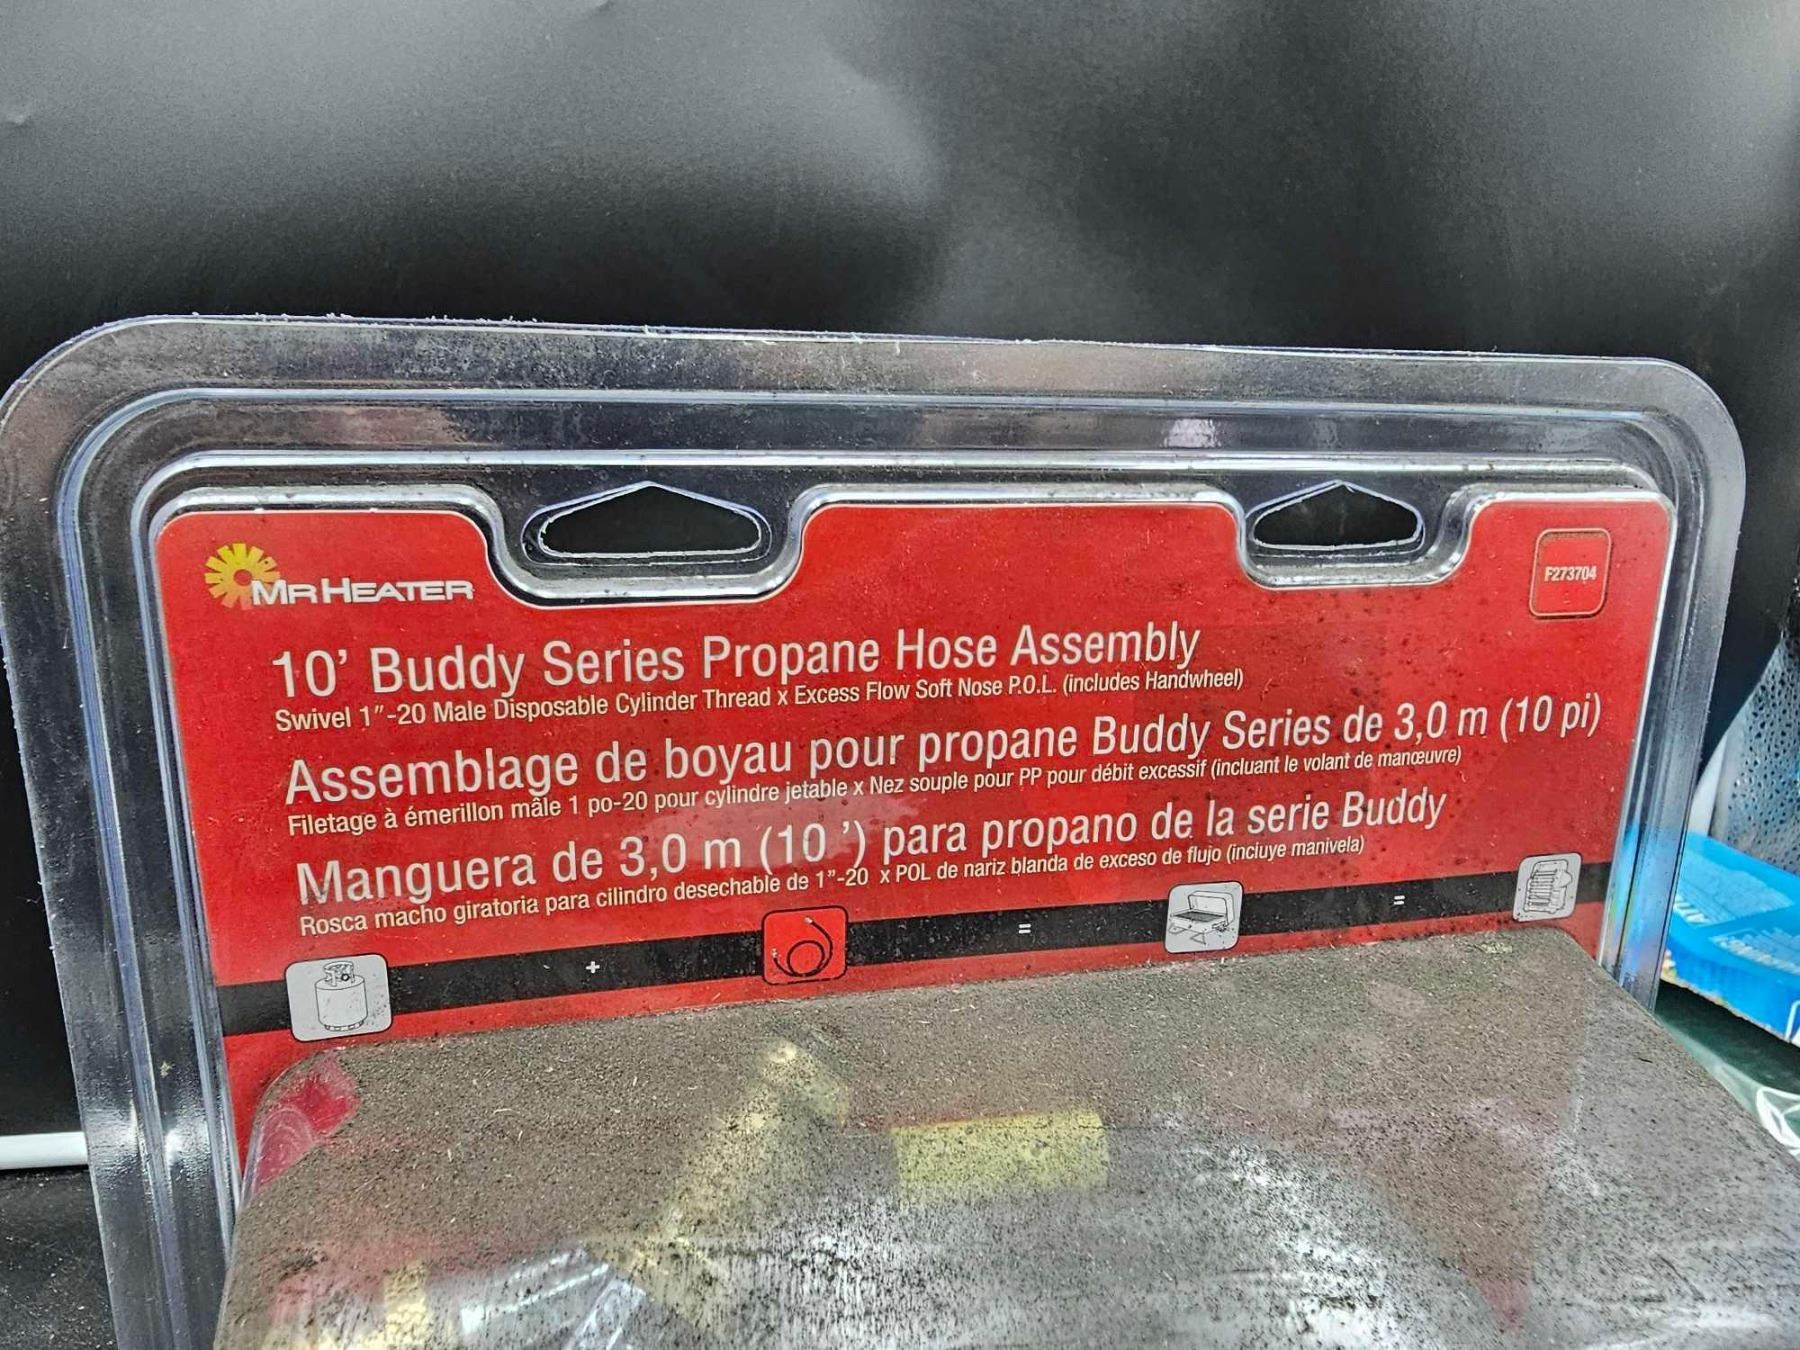 MR HEATER
F273704
10' Buddy Series Propane Hose Assembly
Swivel 1"-20 Male Disposable Cylinder Thread x Excess Flow Soft Nose P.O.L. (includes Handwheel)
Assemblage de boyau pour propane Buddy Series de 3,0 m (10 pi)
Filetage à émerillon mâle 1 po-20 pour cylindre jetable x Nez souple pour PP pour débit excessif (incluant le volant de manœuvre)
Manguera de 3,0 m (10 ') para propano de la serie Buddy
Rosca macho giratoria para cilindro desechable de 1"-20 x POL de nariz blanda de exceso de flujo (incluye manivela)
+ = =